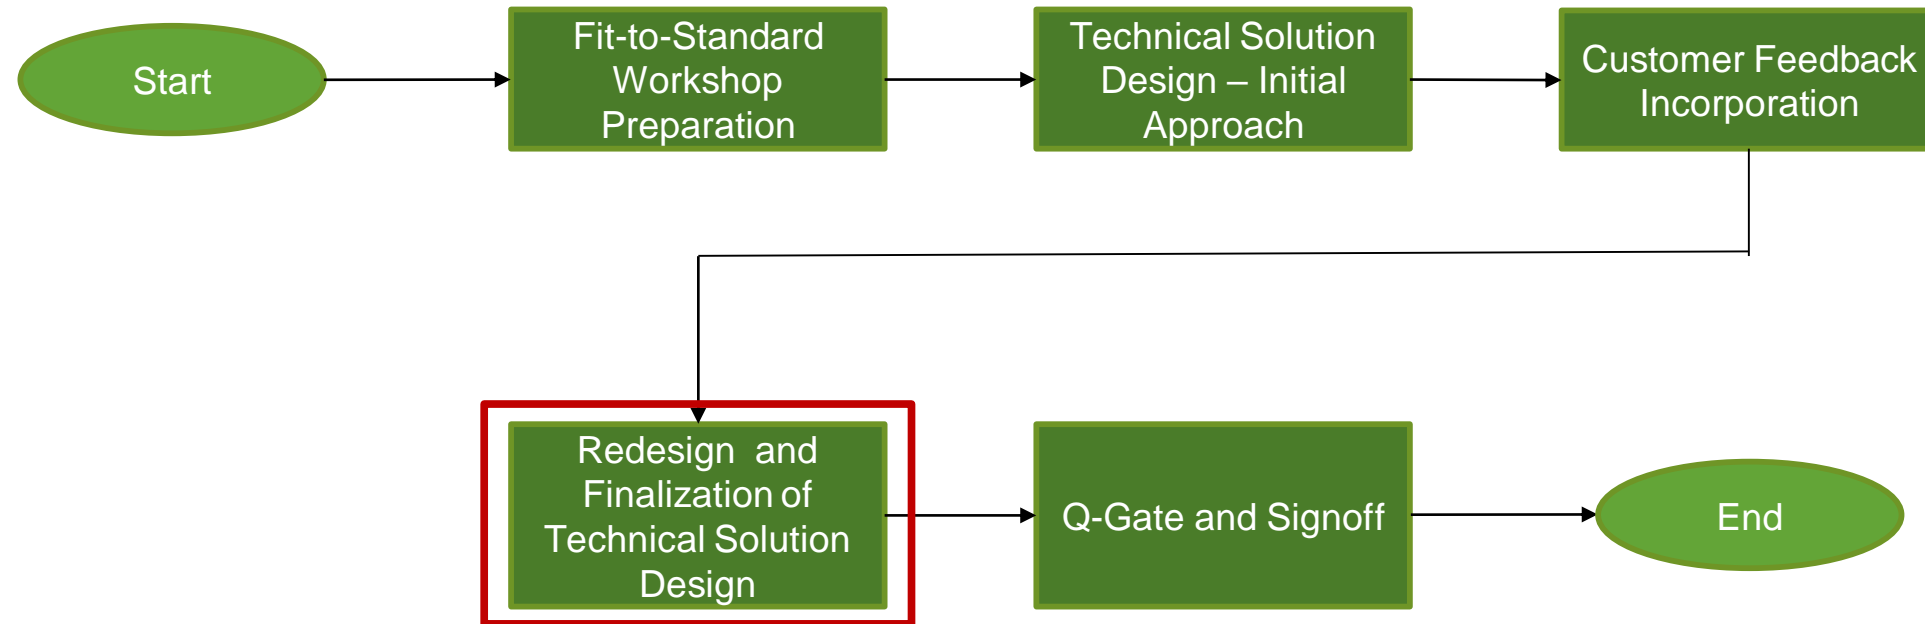 Start
Fit-to-Standard
Workshop
Preparation
Technical Solution
Design – Initial
Approach
Customer Feedback
Incorporation
Redesign  and
Finalization of
Technical Solution
Design
Q-Gate and Signoff
End